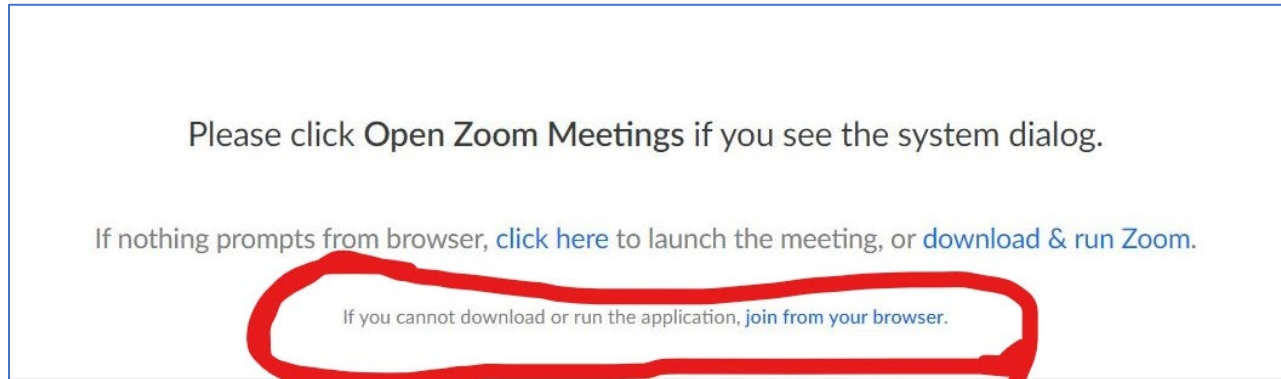 Please click Open Zoom Meetings if you see the system dialog.
If nothing prompts from browser, click here to launch the meeting, or download & run Zoom.
If you cannot download or run the application, join from your browser.